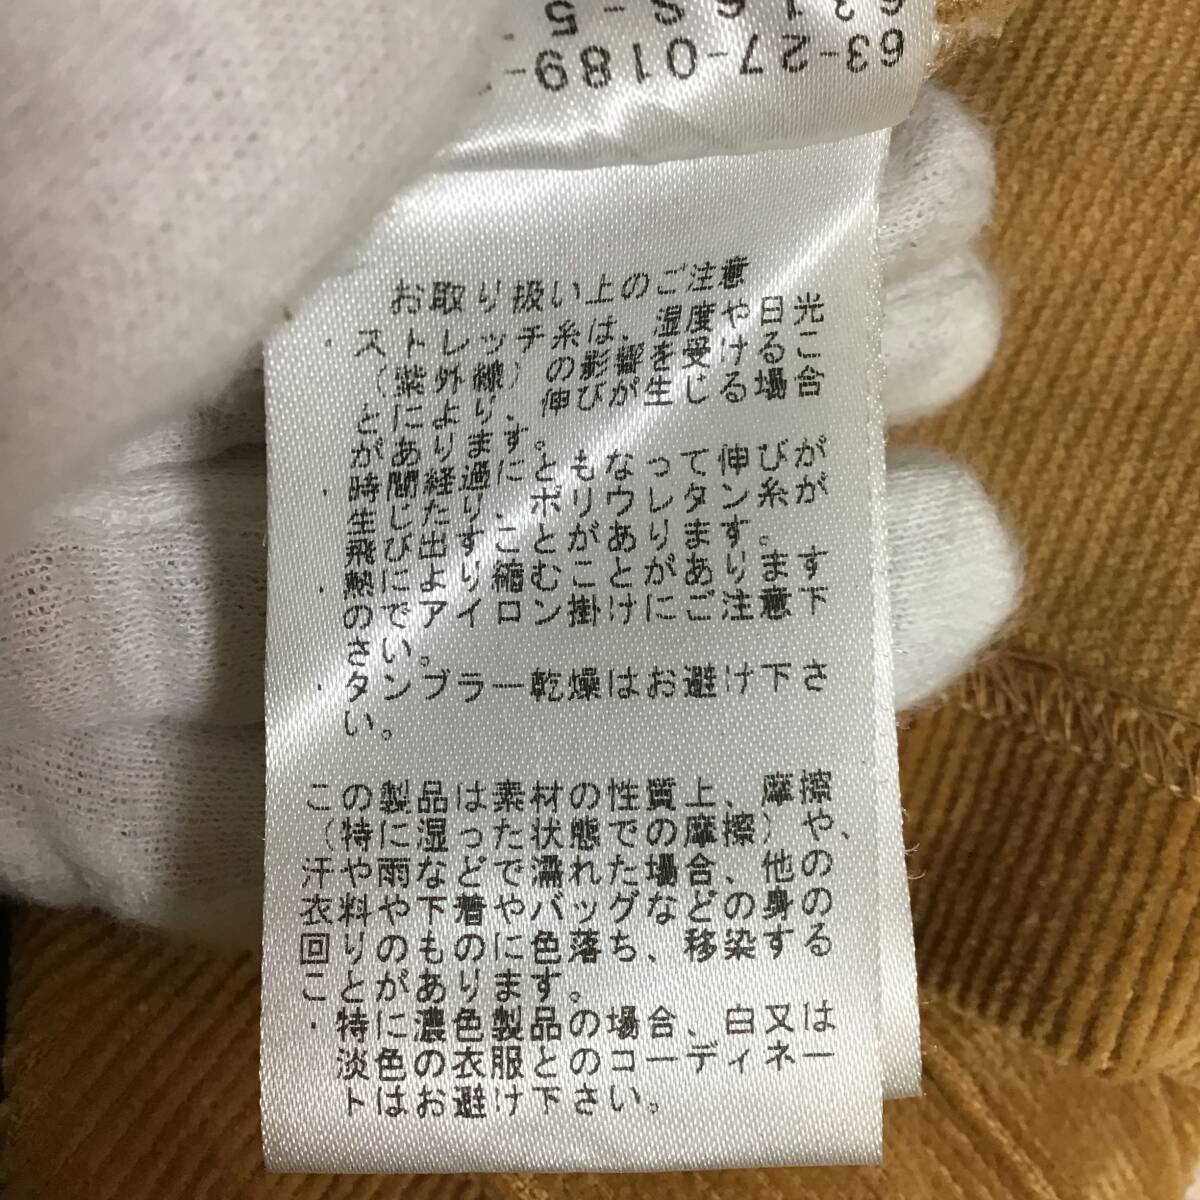 63-27-0189-
6316S-5
お取り扱い上のご注意
・ストレッチ糸は、湿度や日光
（紫外線）の影響を受けるこ
とにより、伸びが生じる場合
があります。
・時間経過にともなって伸びが
生じたり、ポリウレタン糸が
飛び出すことがあります。
・熱により縮むことがあります
のでアイロン掛けにご注意下
さい。
・タンブラー乾燥はお避け下さ
い。
この製品は素材の性質上、摩擦
（特に湿った状態での摩擦）や、
汗や雨などで濡れた場合、他の
衣料や下着やバッグなどの身の
回りのものに色落ち、移染する
ことがあります。
・特に濃色製品の場合、白又は
淡色の衣服とのコーディネー
トはお避け下さい。